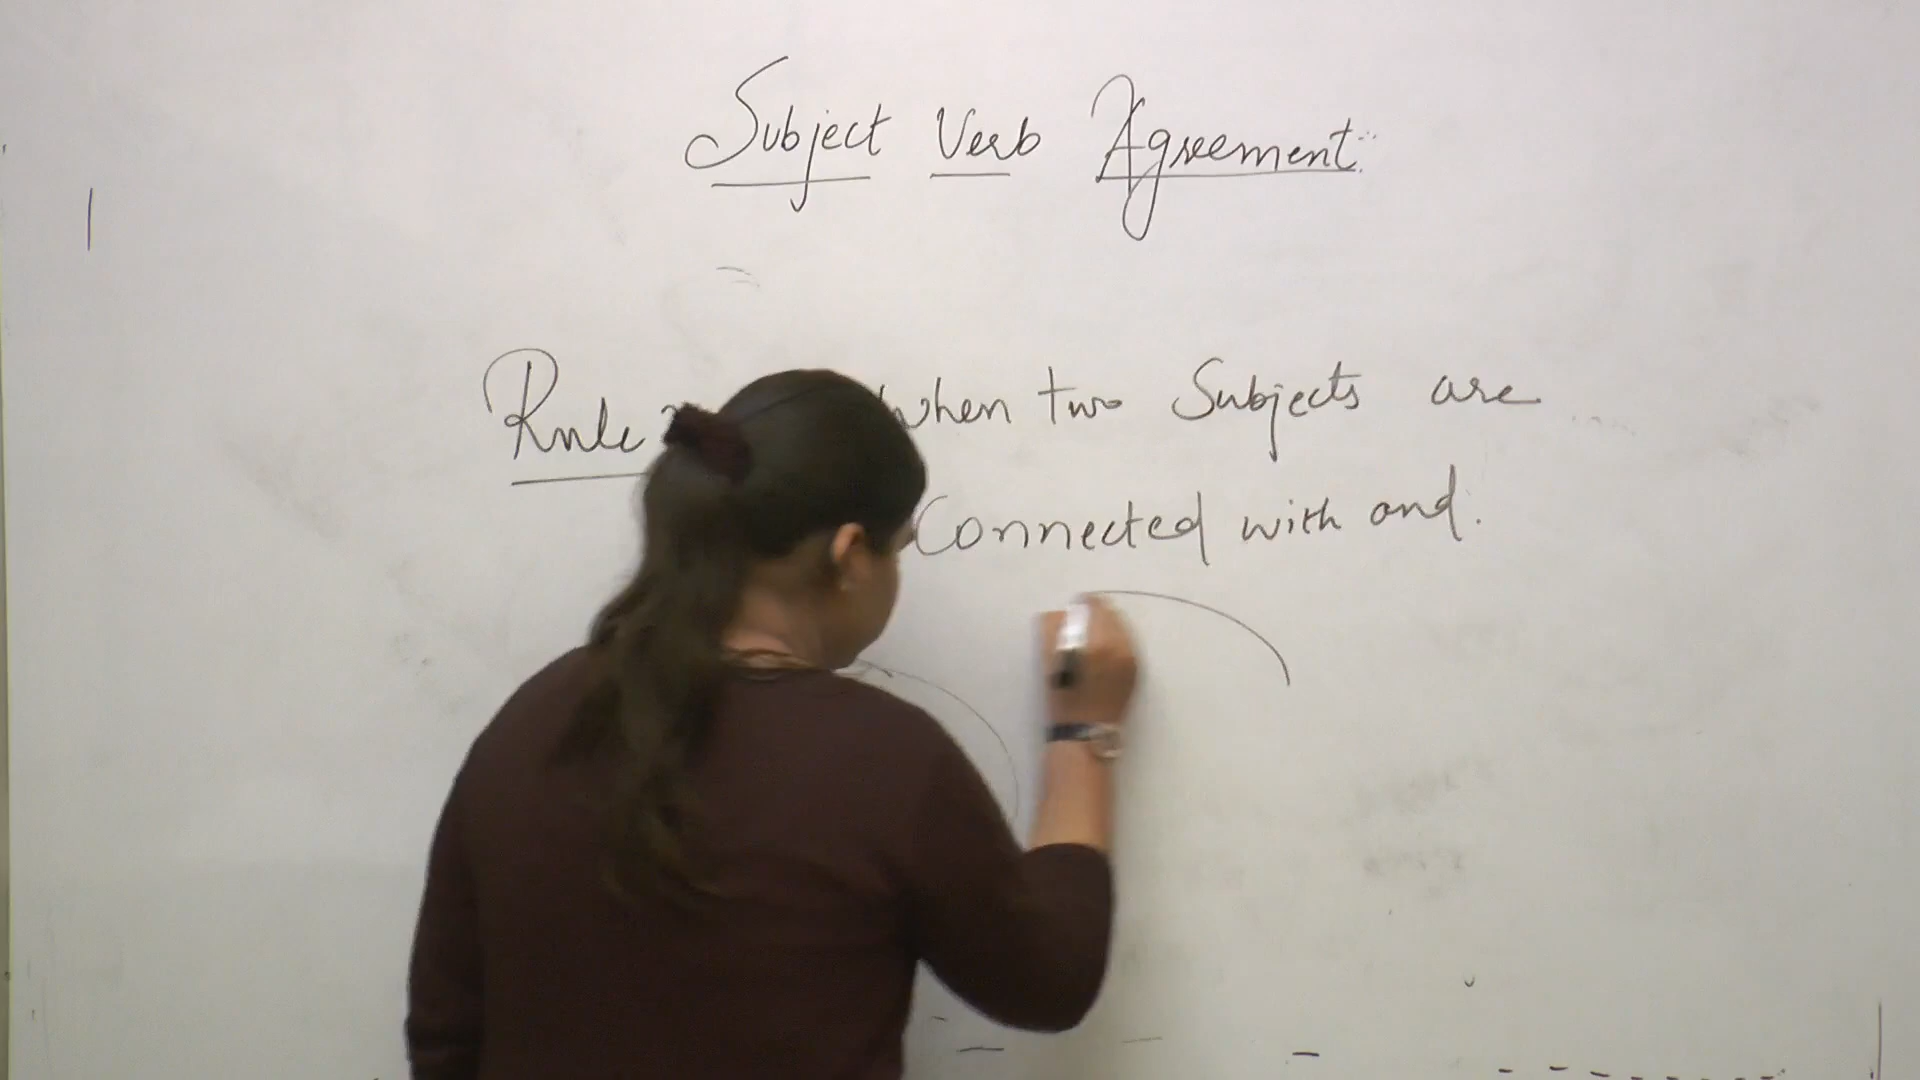 Subject Verb Agreement
Rule when two Subjects are
Connected with and.